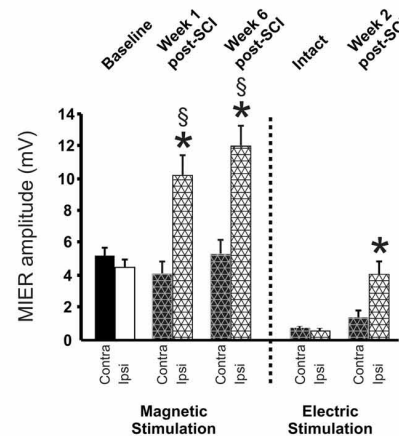 Baseline
Week 1
post-SCI
Week 6
post-SCI
Intact
Week 2
post-SCI
MIER amplitude (mV)
14
12
10
8
6
4
2
0
§
*
§
*
*
Contra
Ipsi
Contra
Ipsi
Contra
Ipsi
Contra
Ipsi
Contra
Ipsi
Magnetic
Stimulation
Electric
Stimulation